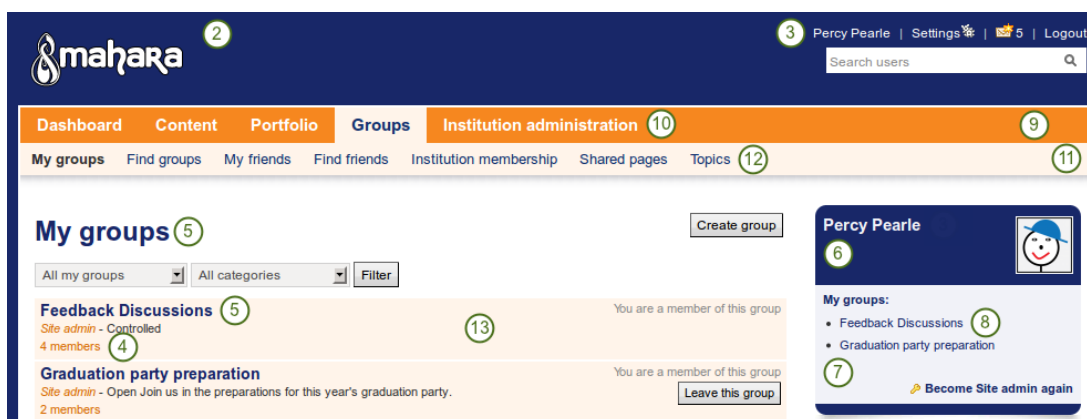 mahara
2
3
Percy Pearle | Settings | 5 | Logout
Search users
Dashboard Content Portfolio Groups Institution administration 10 9
My groups Find groups My friends Find friends Institution membership Shared pages Topics 12 11
My groups 5
Create group
All my groups All categories Filter
Feedback Discussions 5
You are a member of this group
Site admin - Controlled
13
4 members 4
Graduation party preparation
You are a member of this group
Site admin - Open Join us in the preparations for this year's graduation party.
Leave this group
2 members
Percy Pearle
6
My groups:
Feedback Discussions 8
Graduation party preparation
7
Become Site admin again